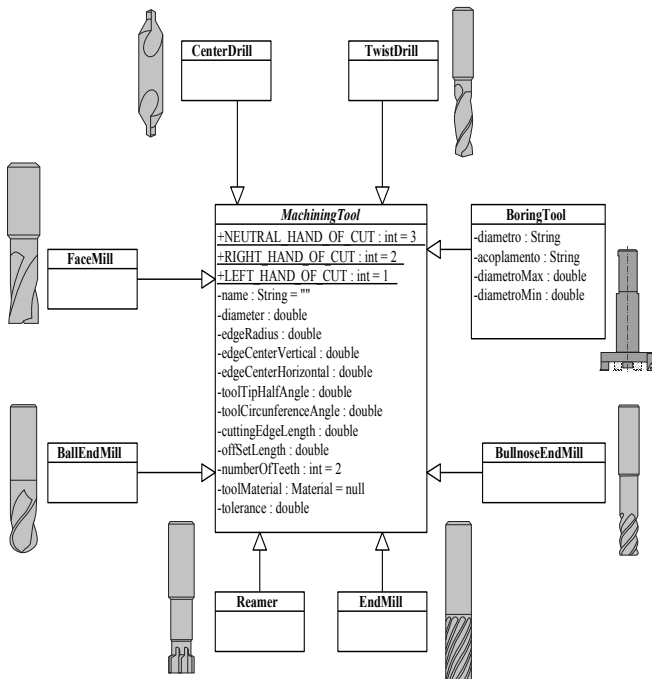 CenterDrill
TwistDrill
MachiningTool
+NEUTRAL_HAND_OF_CUT : int = 3
+RIGHT_HAND_OF_CUT : int = 2
+LEFT_HAND_OF_CUT : int = 1
-name : String = ""
-diameter : double
-edgeRadius : double
-edgeCenterVertical : double
-edgeCenterHorizontal : double
-toolTipHalfAngle : double
-toolCircunferenceAngle : double
-cuttingEdgeLength : double
-offSetLength : double
-numberOfTeeth : int = 2
-toolMaterial : Material = null
-tolerance : double
BoringTool
-diametro : String
-acoplamento : String
-diametroMax : double
-diametroMin : double
FaceMill
BallEndMill
BullnoseEndMill
Reamer
EndMill